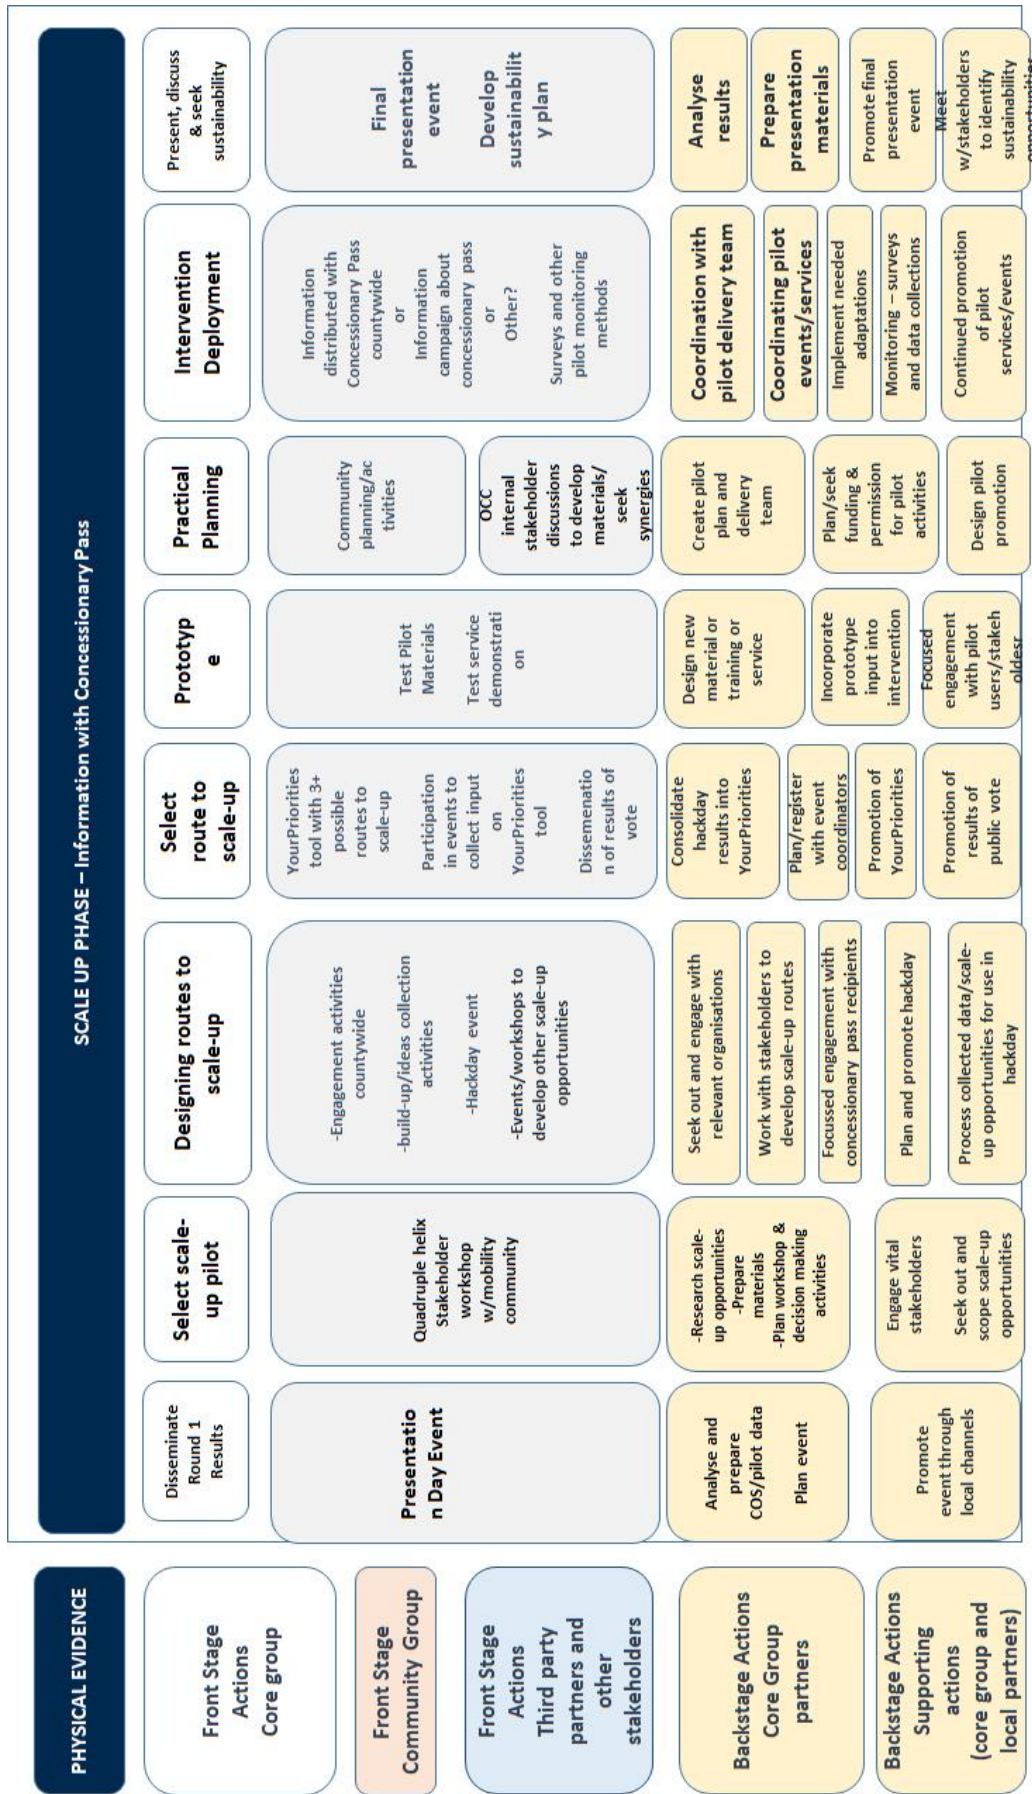 PHYSICAL EVIDENCE
SCALE UP PHASE – Information with Concessionary Pass
Front Stage
Actions
Core group
Disseminate
Round 1
Results
Select scale-
up pilot
Designing routes to
scale-up
Select
route to
scale-up
Prototyp
e
Practical
Planning
Intervention
Deployment
Present, discuss
& seek
sustainability
Front Stage
Community Group
Front Stage
Actions
Third party
partners and
other
stakeholders
Presentatio
n Day Event
Quadruple helix
Stakeholder
workshop
w/mobility
community
-Engagement activities
countywide
-build-up/ideas collection
activities
-Hackday event
-Events/workshops to
develop other scale-up
opportunities
YourPriorities
tool with 3+
possible
routes to
scale-up
Participation
in events to
collect input
on
YourPriorities
tool
Dissemenatio
n of results of
vote
Test Pilot
Materials
Test service
demonstrati
on
Community
planning/ac
tivities
OCC
internal
stakeholder
discussions
to develop
materials/
seek
synergies
Information
distributed with
Concessionary Pass
countywide
or
Information
campaign about
concessionary pass
or
Other?
Surveys and other
pilot monitoring
methods
Final
presentation
event
Develop
sustainabilit
y plan
Backstage Actions
Core Group
partners
Analyse and
prepare
COS/pilot data
Plan event
-Research scale-
up opportunities
-Prepare
materials
-Plan workshop &
decision making
activities
Seek out and engage with
relevant organisations
Work with stakeholders to
develop scale-up routes
Focussed engagement with
concessionary pass recipients
Consolidate
hackday
results into
YourPriorities
Plan/register
with event
coordinators
Design new
material or
training or
service
Incorporate
prototype
input into
intervention
Create pilot
plan and
delivery
team
Plan/seek
funding &
permission
for pilot
activities
Coordination with
pilot delivery team
Coordinating pilot
events/services
Implement needed
adaptations
Analyse
results
Prepare
presentation
materials
Backstage Actions
Supporting
actions
(core group and
local partners)
Promote
event through
local channels
Engage vital
stakeholders
Seek out and
scope scale-up
opportunities
Plan and promote hackday
Process collected data/scale-
up opportunities for use in
hackday
Promotion of
YourPriorities
Promotion of
results of
public vote
Focused
engagement
with pilot
users/stakeh
oldesr
Design pilot
promotion
Monitoring – surveys
and data collections
Continued promotion
of pilot
services/events
Promote final
presentation
event
Meet
w/stakeholders
to identify
sustainability
opportunities